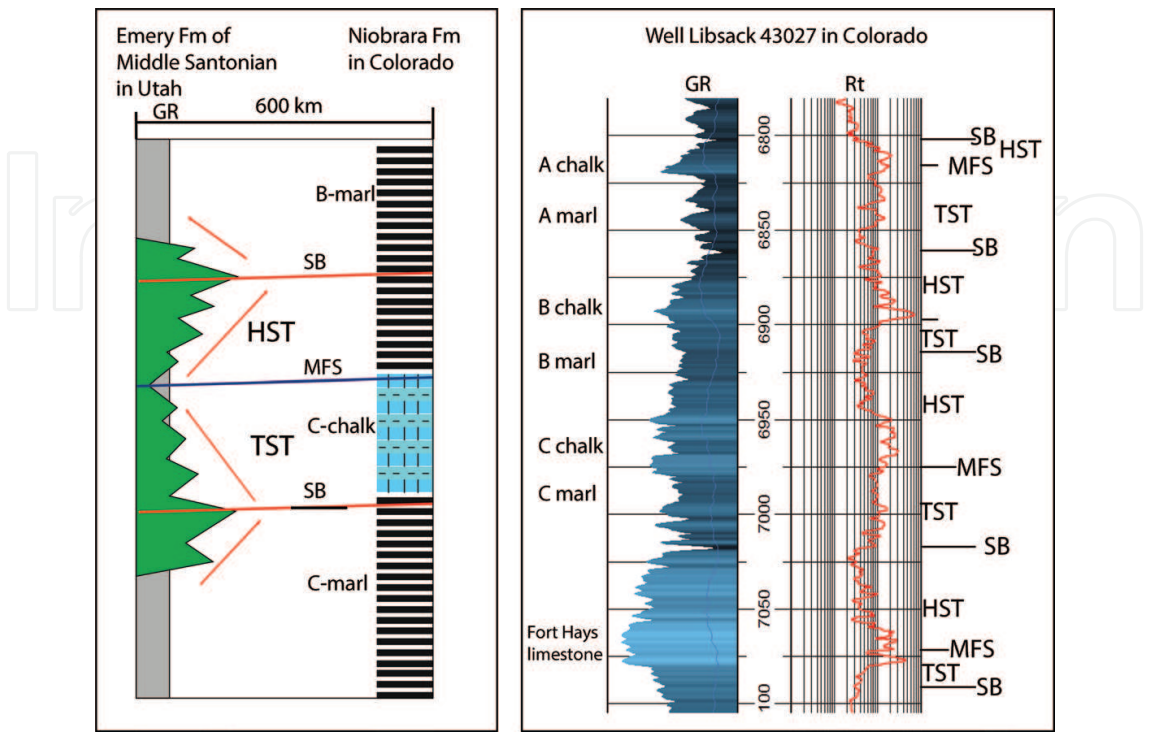 Emery Fm of
Middle Santonian
in Utah
Niobrara Fm
in Colorado
GR
600 km
B-marl
SB
HST
MFS
C-chalk
TST
SB
C-marl
Well Libsack 43027 in Colorado
GR
Rt
6800
SB
HST
A chalk
MFS
A marl
6850
TST
SB
HST
B chalk
6900
TST
SB
B marl
HST
6950
C chalk
MFS
C marl
7000
TST
SB
7050
HST
Fort Hays
limestone
MFS
TST
SB
100